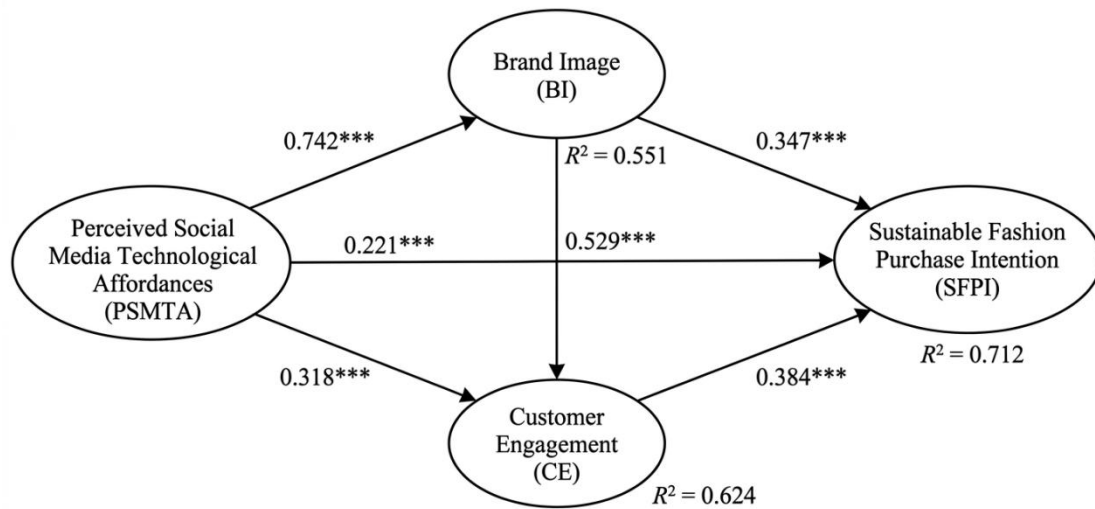 Brand Image
(BI)
0.742***
0.347***
R² = 0.551
Perceived Social
Media Technological
Affordances
(PSMTA)
0.221***
0.529***
Sustainable Fashion
Purchase Intention
(SFPI)
R² = 0.712
0.318***
0.384***
Customer
Engagement
(CE)
R² = 0.624